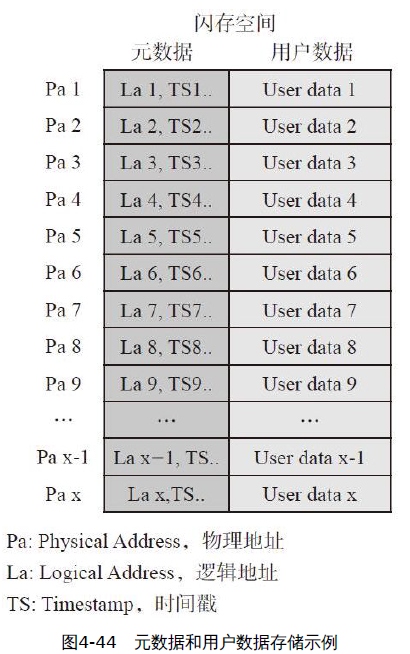 闪存空间
元数据 用户数据
Pa 1 La 1, TS1.. User data 1
Pa 2 La 2, TS2.. User data 2
Pa 3 La 3, TS3.. User data 3
Pa 4 La 4, TS4.. User data 4
Pa 5 La 5, TS5.. User data 5
Pa 6 La 6, TS6.. User data 6
Pa 7 La 7, TS7.. User data 7
Pa 8 La 8, TS8.. User data 8
Pa 9 La 9, TS9.. User data 9
… … …
Pa x-1 La x−1, TS.. User data x-1
Pa x La x,TS.. User data x
Pa: Physical Address，物理地址
La: Logical Address，逻辑地址
TS: Timestamp，时间戳
图4-44 元数据和用户数据存储示例